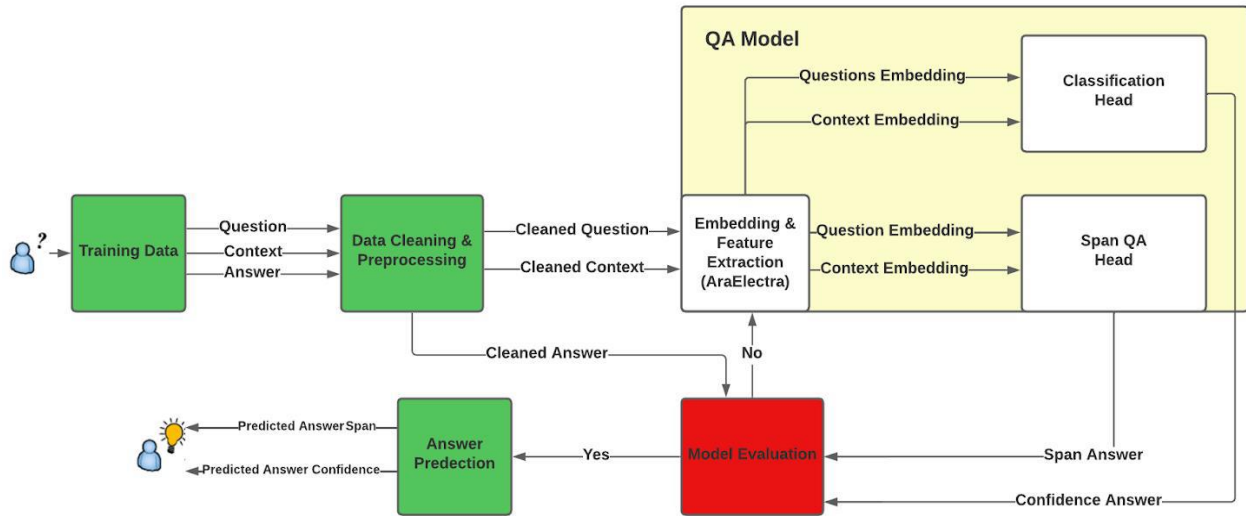 QA Model
Questions Embedding
Classification
Head
Context Embedding
?
Training Data
Question
Context
Answer
Data Cleaning &
Preprocessing
Cleaned Question
Cleaned Context
Embedding &
Feature
Extraction
(AraElectra)
Question Embedding
Context Embedding
Span QA
Head
Cleaned Answer
No
Predicted Answer Span
Predicted Answer Confidence
Answer
Predection
Yes
Model Evaluation
Span Answer
Confidence Answer